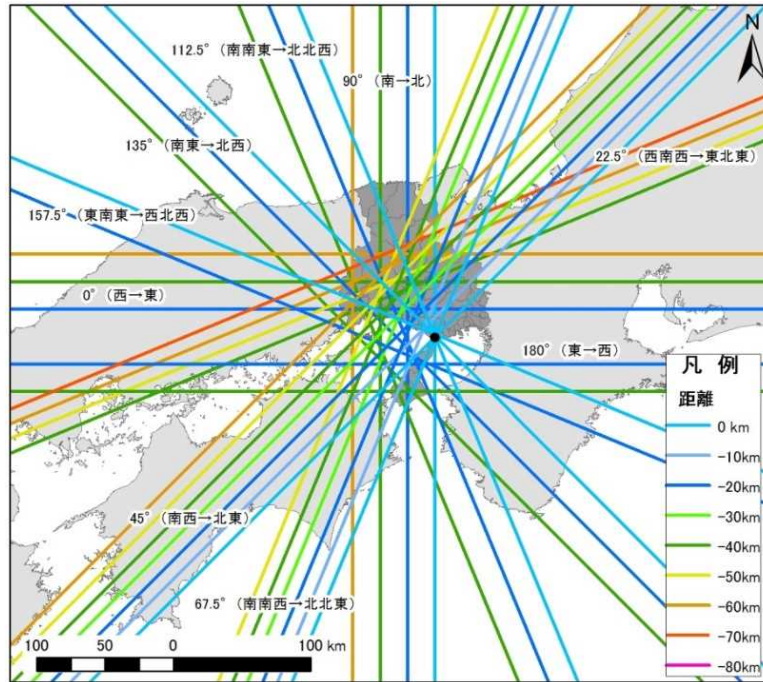 112.5° (南南東→北北西)
N
90° (南→北)
135° (南東→北西)
22.5° (西南西→東北東)
157.5° (東南東→西北西)
0° (西→東)
180° (東→西)
凡 例
距離
0 km
-10km
-20km
-30km
-40km
-50km
-60km
-70km
-80km
45° (南西→北東)
67.5° (南南西→北北東)
100 50 0 100 km